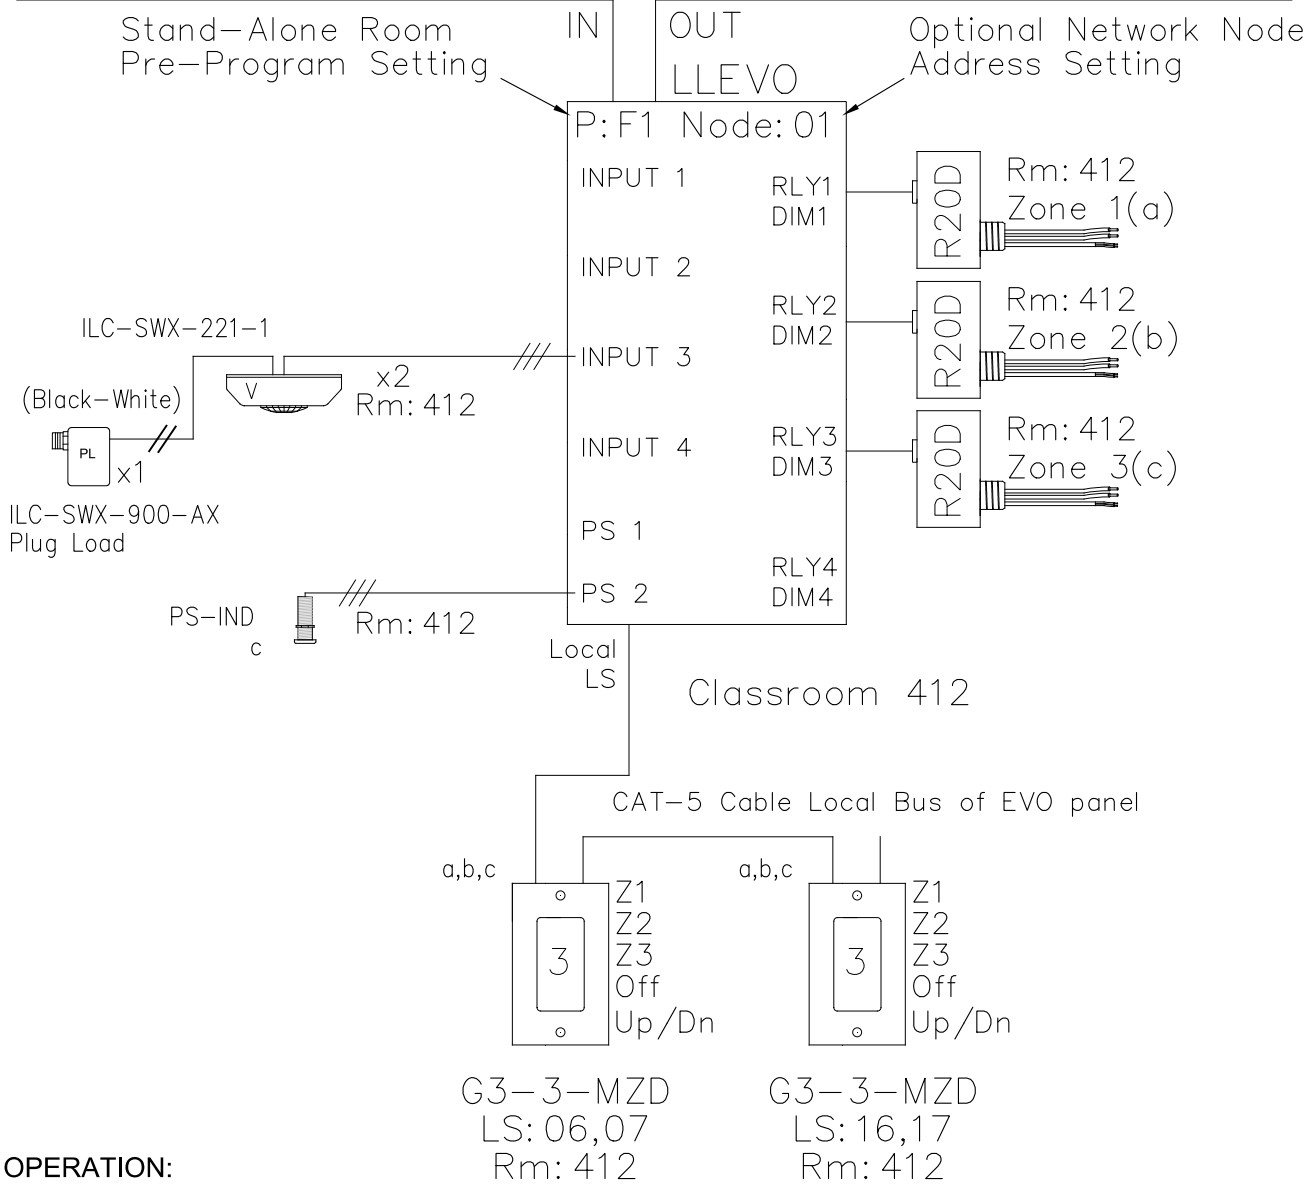 Stand-Alone Room
Pre-Program Setting
IN
OUT
LLEVO
Optional Network Node
Address Setting
P: F1 Node: 01
INPUT 1
INPUT 2
INPUT 3
INPUT 4
PS 1
PS 2
RLY1
DIM1
RLY2
DIM2
RLY3
DIM3
RLY4
DIM4
R20D
Rm: 412
Zone 1(a)
R20D
Rm: 412
Zone 2(b)
R20D
Rm: 412
Zone 3(c)
ILC-SWX-221-1
V
x2
Rm: 412
(Black-White)
PL
x1
ILC-SWX-900-AX
Plug Load
PS-IND
c
Rm: 412
Local
LS
Classroom 412
CAT-5 Cable Local Bus of EVO panel
a,b,c
3
Z1
Z2
Z3
Off
Up/Dn
G3-3-MZD
LS: 06,07
Rm: 412
a,b,c
3
Z1
Z2
Z3
Off
Up/Dn
G3-3-MZD
LS: 16,17
Rm: 412
OPERATION: